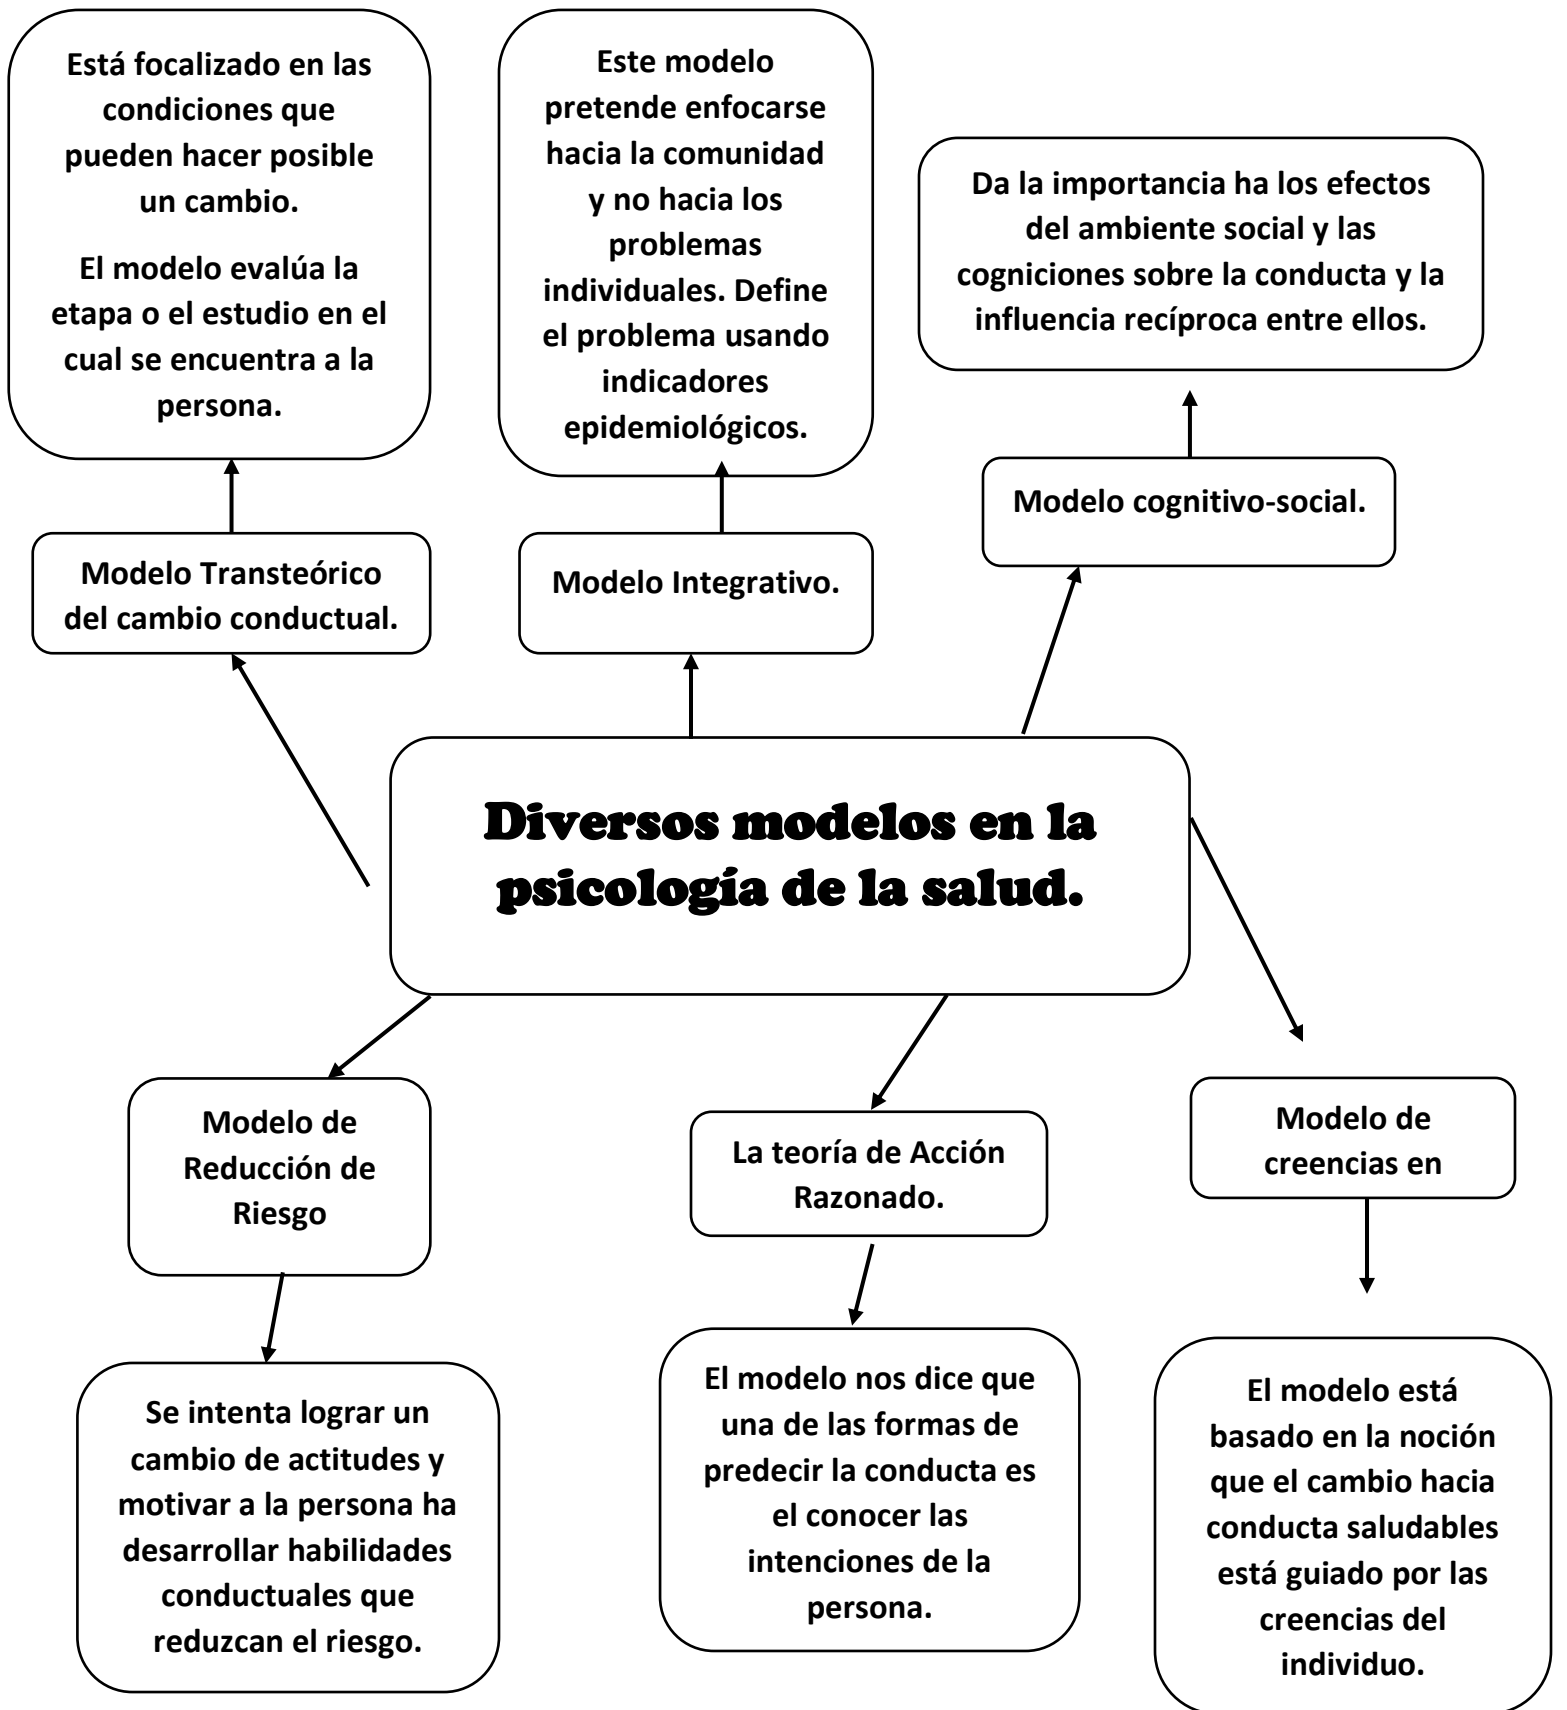 Está focalizado en las
condiciones que
pueden hacer posible
un cambio.
El modelo evalúa la
etapa o el estudio en el
cual se encuentra a la
persona.
Este modelo
pretende enfocarse
hacia la comunidad
y no hacia los
problemas
individuales. Define
el problema usando
indicadores
epidemiológicos.
Da la importancia ha los efectos
del ambiente social y las
cogniciones sobre la conducta y la
influencia recíproca entre ellos.
Modelo Transteórico
del cambio conductual.
Modelo Integrativo.
Modelo cognitivo-social.
Diversos modelos en la
psicología de la salud.
Modelo de
Reducción de
Riesgo
La teoría de Acción
Razonado.
Modelo de
creencias en
Se intenta lograr un
cambio de actitudes y
motivar a la persona ha
desarrollar habilidades
conductuales que
reduzcan el riesgo.
El modelo nos dice que
una de las formas de
predecir la conducta es
el conocer las
intenciones de la
persona.
El modelo está
basado en la noción
que el cambio hacia
conducta saludables
está guiado por las
creencias del
individuo.